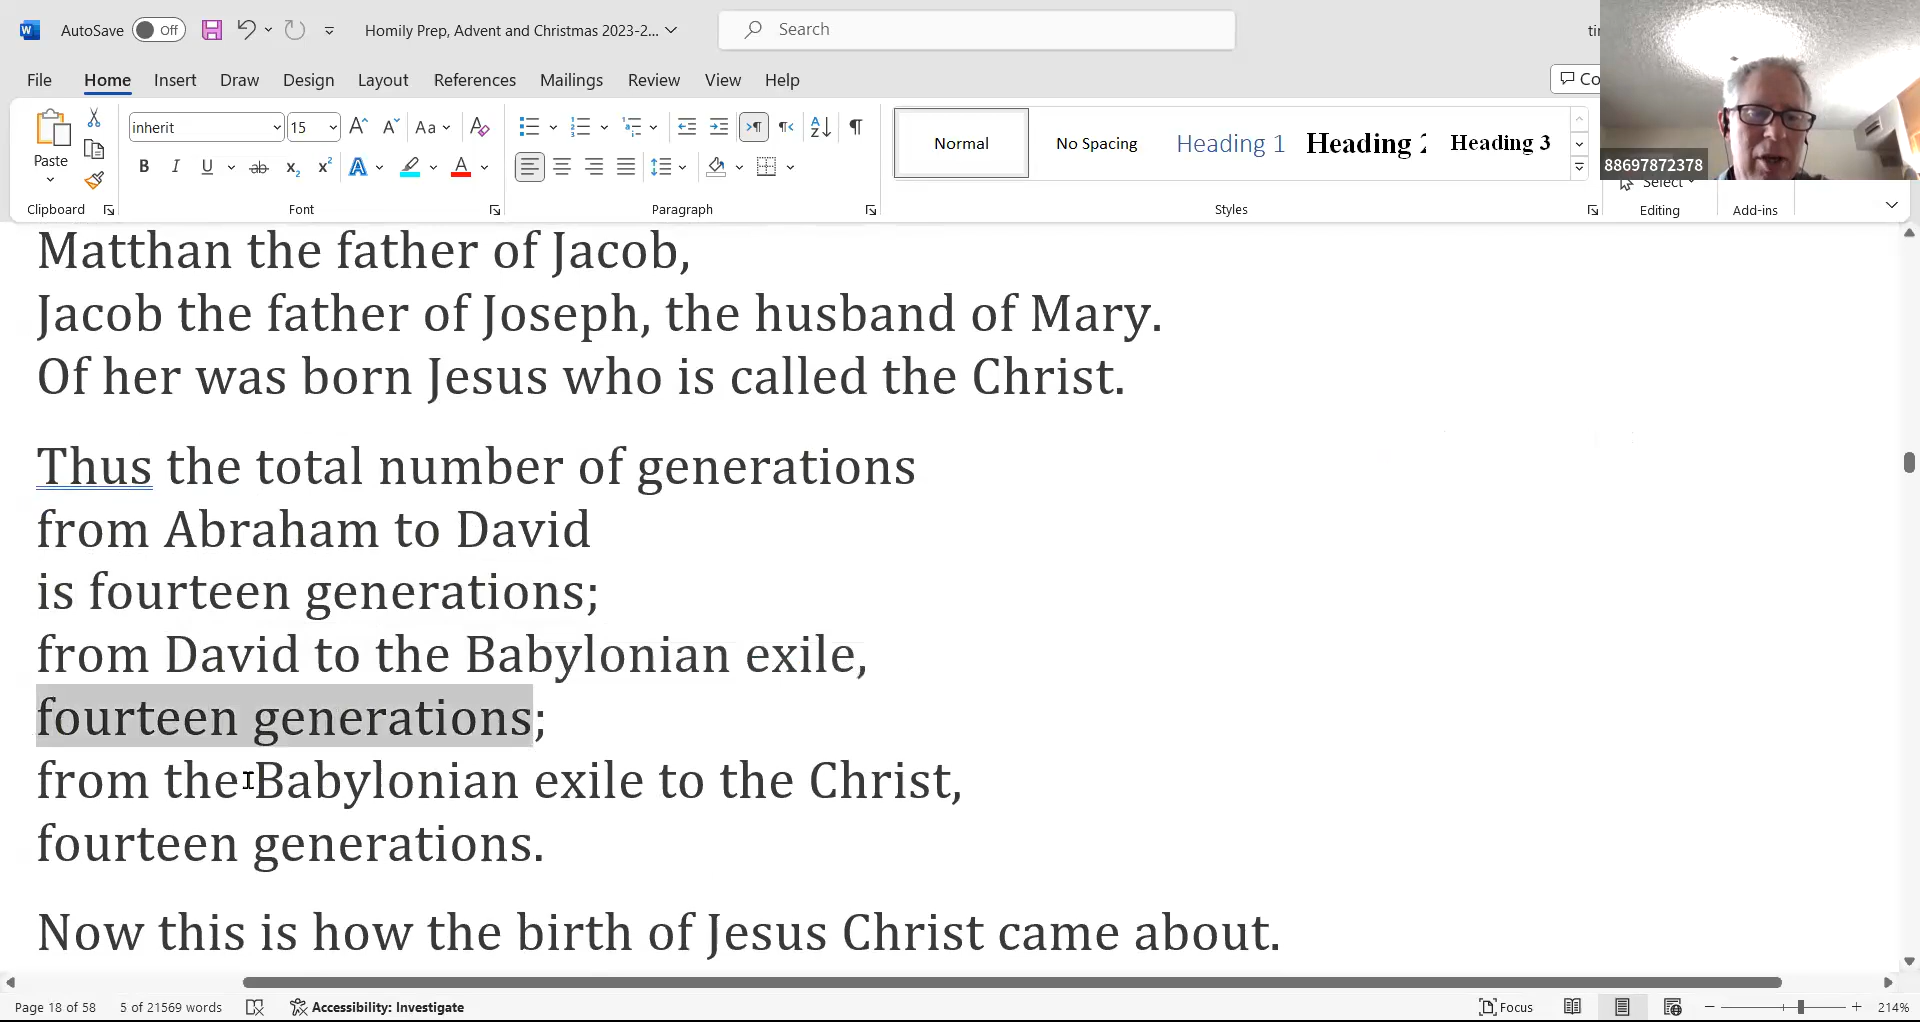 AutoSave Off Homily Prep, Advent and Christmas 2023-2... Search
File Home Insert Draw Design Layout References Mailings Review View Help Co
Paste inherit 15 Aa Normal No Spacing Heading 1 Heading 2 Heading 3
88697872378
Select
Clipboard Font Paragraph Styles Editing Add-ins
Matthan the father of Jacob,
Jacob the father of Joseph, the husband of Mary.
Of her was born Jesus who is called the Christ.
Thus the total number of generations
from Abraham to David
is fourteen generations;
from David to the Babylonian exile,
fourteen generations;
from the Babylonian exile to the Christ,
fourteen generations.
Now this is how the birth of Jesus Christ came about.
Page 18 of 58 5 of 21569 words Accessibility: Investigate Focus 214%